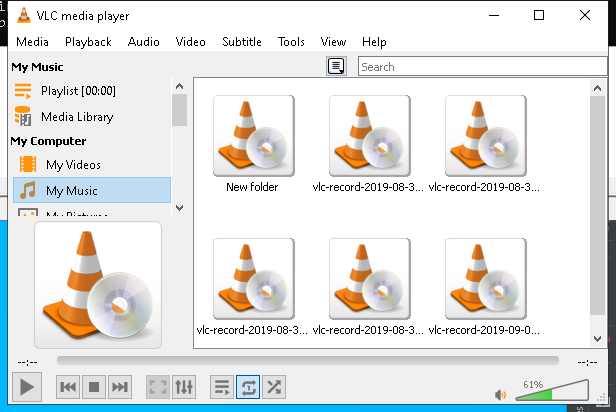 VLC media player
Media Playback Audio Video Subtitle Tools View Help
My Music
Search
Playlist [00:00]
Media Library
My Computer
My Videos
My Music
My Pictures
New folder
vlc-record-2019-08-3...
vlc-record-2019-08-3...
vlc-record-2019-08-3...
vlc-record-2019-08-3...
vlc-record-2019-09-0...
--:--
--:--
61%